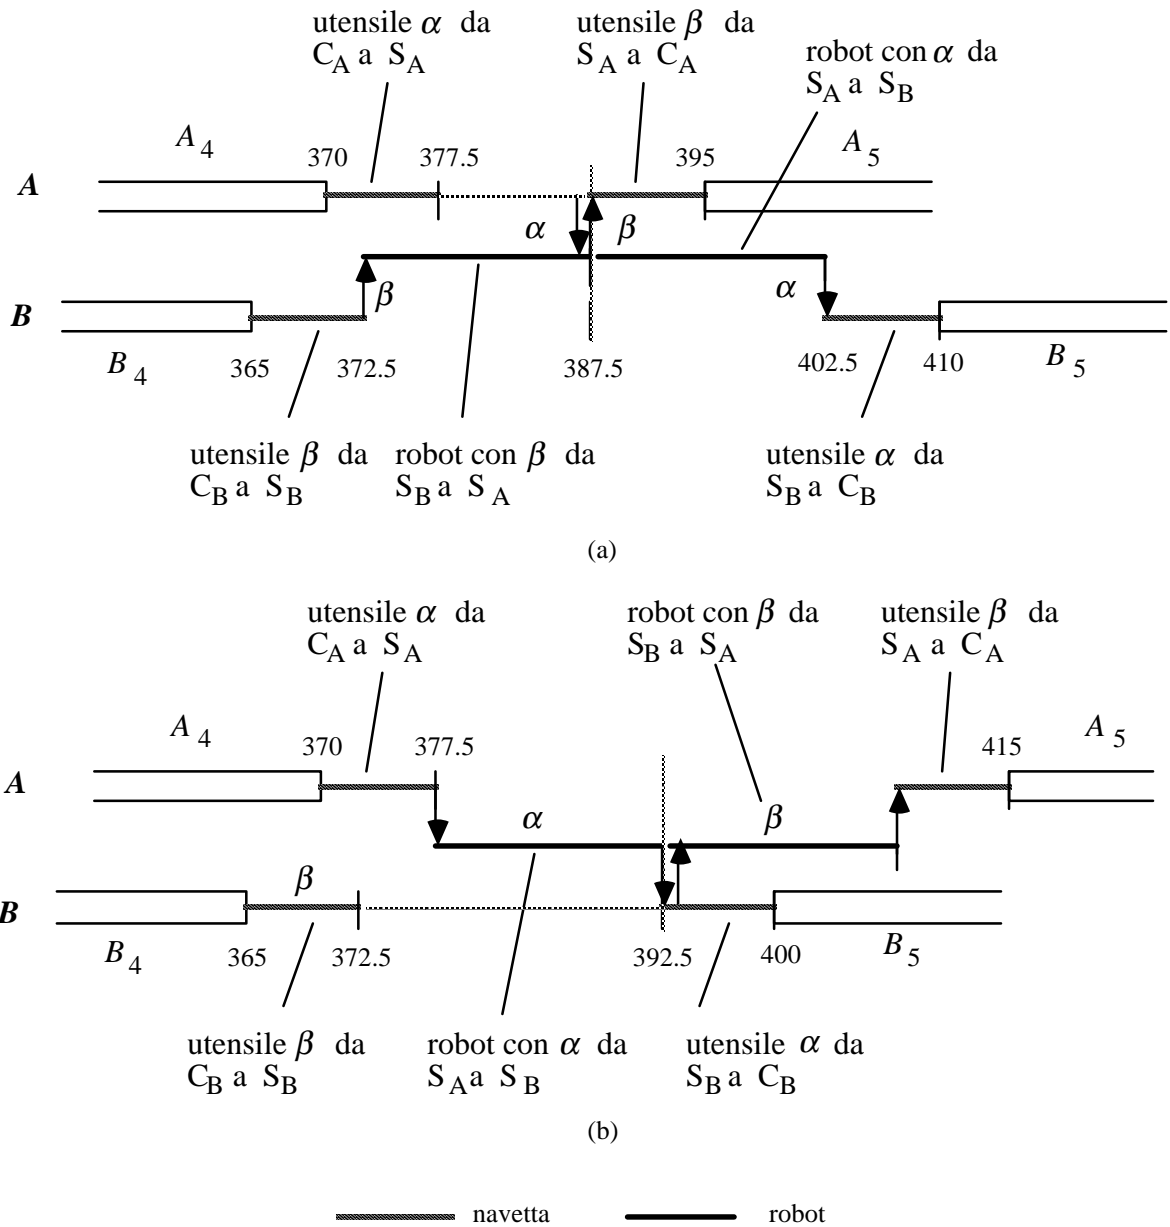 utensile α da
C_A a S_A
utensile β da
S_A a C_A
robot con α da
S_A a S_B
A_4
370
377.5
395
A_5
A
α
β
β
α
B
B_4
365
372.5
387.5
402.5
410
B_5
utensile β da
C_B a S_B
robot con β da
S_B a S_A
utensile α da
S_B a C_B
(a)
utensile α da
C_A a S_A
robot con β da
S_B a S_A
utensile β da
S_A a C_A
A_4
370
377.5
415
A_5
A
α
β
β
B
B_4
365
372.5
392.5
400
B_5
utensile β da
C_B a S_B
robot con α da
S_A a S_B
utensile α da
S_B a C_B
(b)
navetta
robot